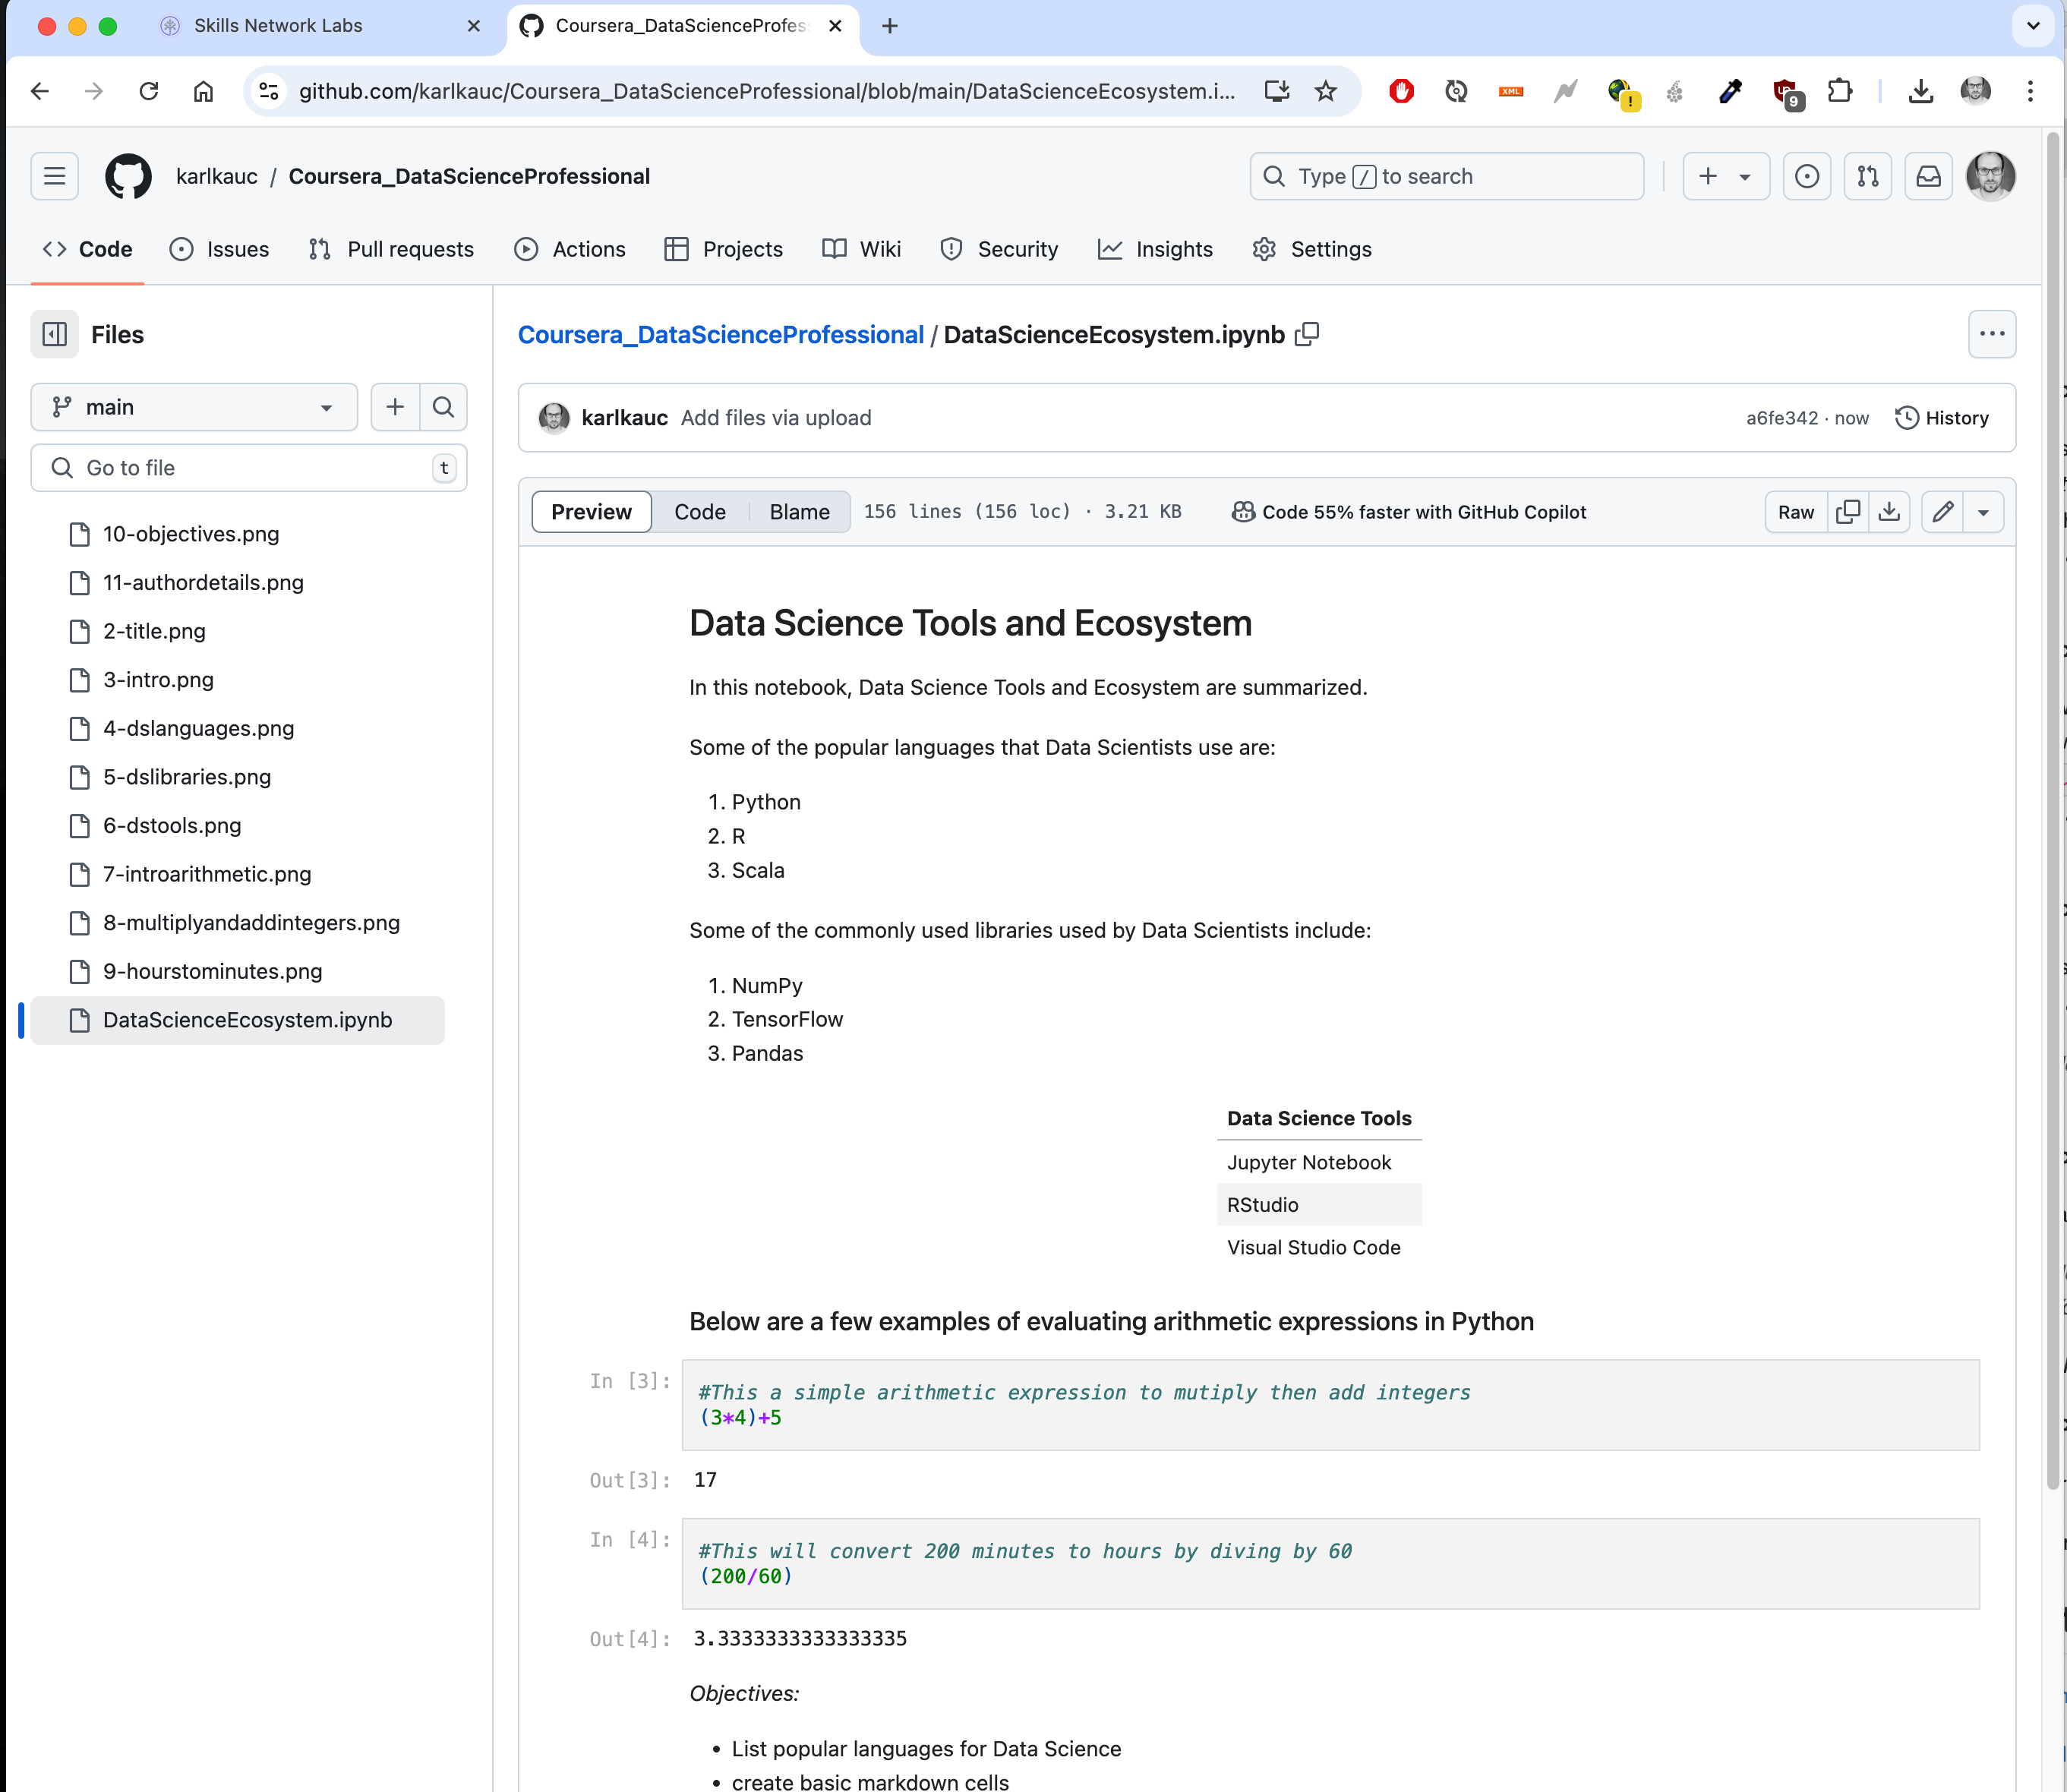 Skills Network Labs
Coursera_DataScienceProfes
github.com/karlkauc/Coursera_DataScienceProfessional/blob/main/DataScienceEcosystem.i...
XML
!
9
karlkauc / Coursera_DataScienceProfessional
Type / to search
Code
Issues
Pull requests
Actions
Projects
Wiki
Security
Insights
Settings
Files
main
Go to file
t
10-objectives.png
11-authordetails.png
2-title.png
3-intro.png
4-dslanguages.png
5-dslibraries.png
6-dstools.png
7-introarithmetic.png
8-multiplyandaddintegers.png
9-hourstominutes.png
DataScienceEcosystem.ipynb
Coursera_DataScienceProfessional / DataScienceEcosystem.ipynb
karlkauc Add files via upload
a6fe342 · now
History
Preview
Code
Blame
156 lines (156 loc) · 3.21 KB
Code 55% faster with GitHub Copilot
Raw
Data Science Tools and Ecosystem
In this notebook, Data Science Tools and Ecosystem are summarized.
Some of the popular languages that Data Scientists use are:
1. Python
2. R
3. Scala
Some of the commonly used libraries used by Data Scientists include:
1. NumPy
2. TensorFlow
3. Pandas
Data Science Tools
Jupyter Notebook
RStudio
Visual Studio Code
Below are a few examples of evaluating arithmetic expressions in Python
In [3]:
#This a simple arithmetic expression to mutiply then add integers
(3*4)+5
Out[3]: 17
In [4]:
#This will convert 200 minutes to hours by diving by 60
(200/60)
Out[4]: 3.3333333333333335
Objectives:
• List popular languages for Data Science
• create basic markdown cells